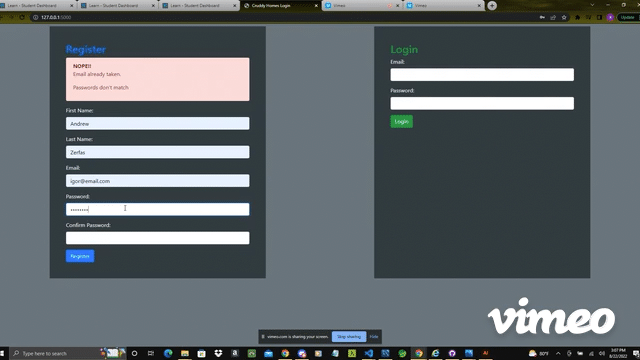 Learn - Student Dashboard
Learn - Student Dashboard
Learn - Student Dashboard
Cruddy Homes Login
Vimeo
Vimeo
127.0.0.1:5000
Update
Register
NOPE!!
Email already taken.
Passwords don't match
First Name:
Andrew
Last Name:
Zerfas
Email:
igor@email.com
Password:
Confirm Password:
Register
Login
Email:
Password:
Login
vimeo
vimeo.com is sharing your screen.
Stop sharing
Hide
Type here to search
80°F
3:07 PM
8/22/2022